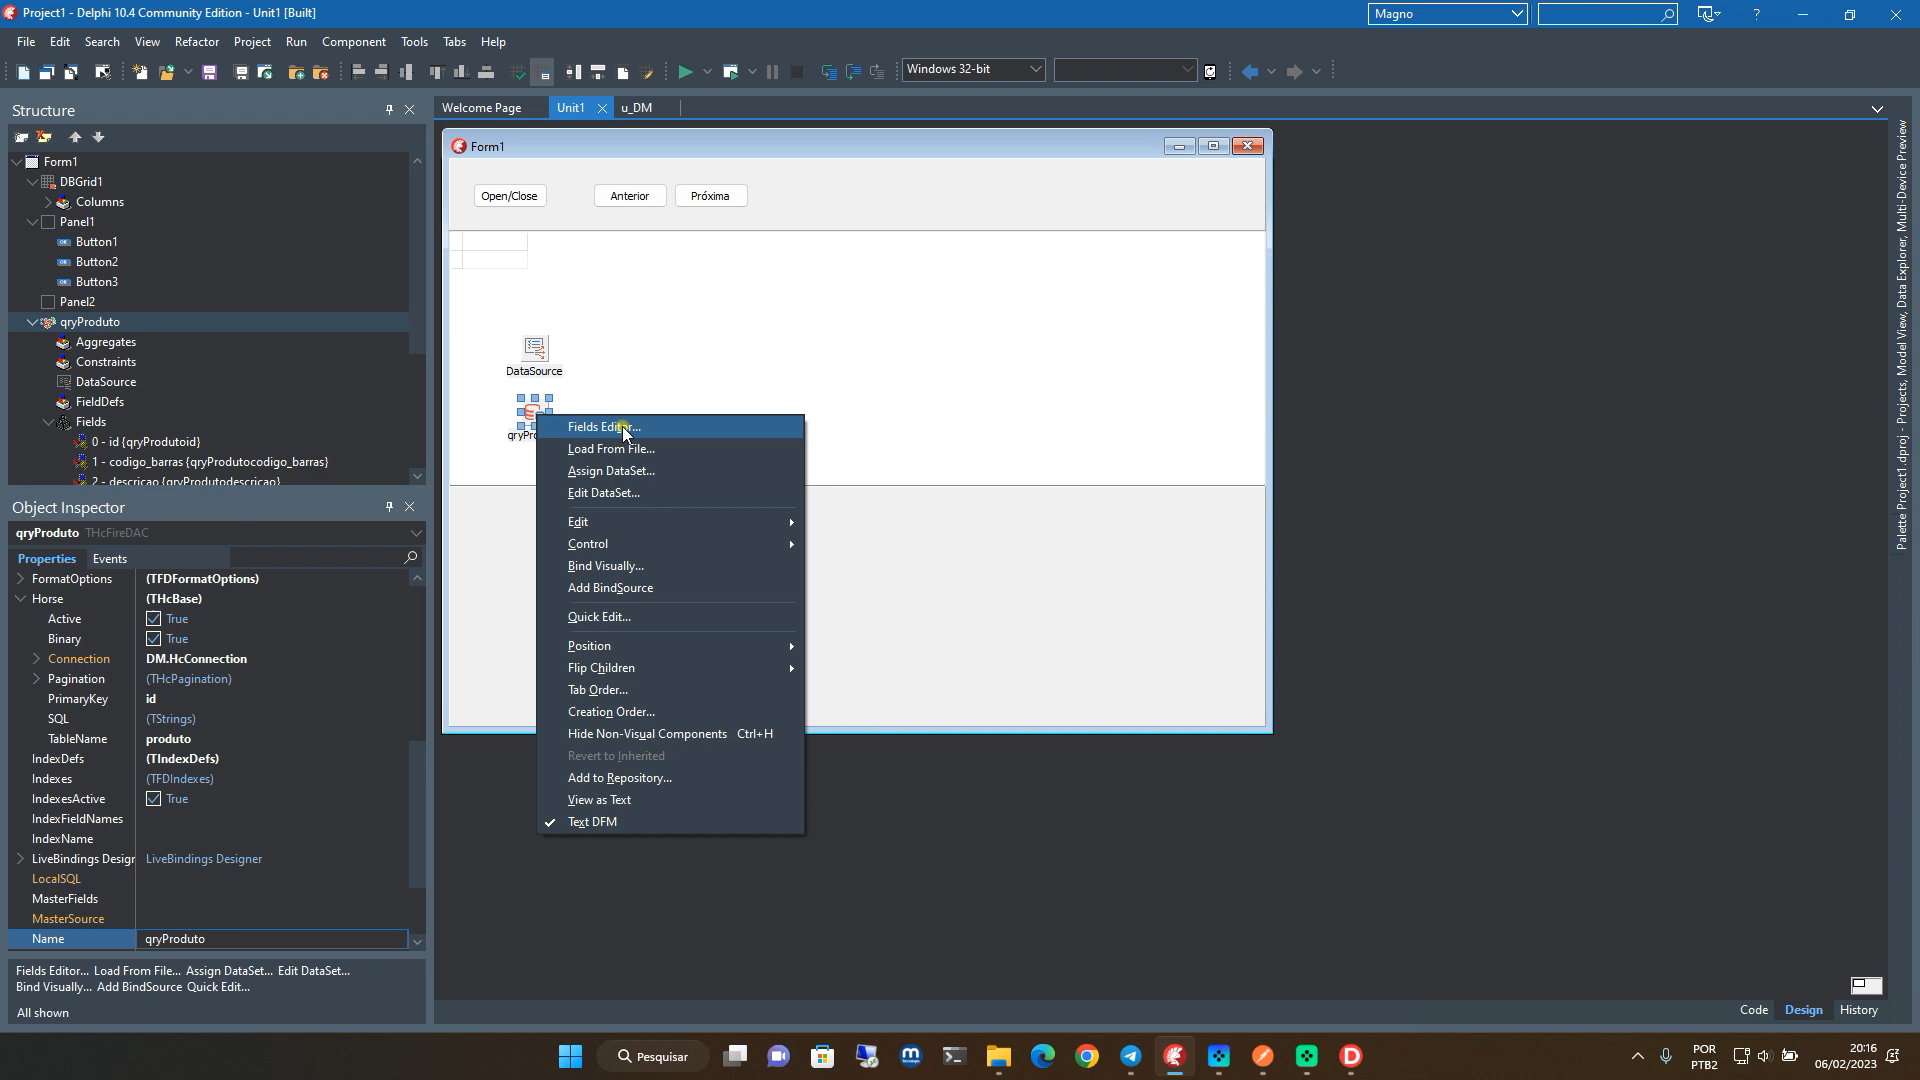 Project1 - Delphi 10.4 Community Edition - Unit1 [Built]
Magno
?
File Edit Search View Refactor Project Run Component Tools Tabs Help
Windows 32-bit
Structure
Welcome Page Unit1 u_DM
Form1
DBGrid1
Columns
Panel1
Button1
Button2
Button3
Panel2
qryProduto
Aggregates
Constraints
DataSource
FieldDefs
Fields
0 - id {qryProdutoid}
1 - codigo_barras {qryProdutocodigo_barras}
2 - descricao {qryProdutodescricao}
Form1
Open/Close Anterior Próxima
DataSource
qryPr
Fields Editor...
Load From File...
Assign DataSet...
Edit DataSet...
Edit
Control
Bind Visually...
Add BindSource
Quick Edit...
Position
Flip Children
Tab Order...
Creation Order...
Hide Non-Visual Components Ctrl+H
Revert to Inherited
Add to Repository...
View as Text
Text DFM
Object Inspector
qryProduto THcFireDAC
Properties Events
FormatOptions (TFDFormatOptions)
Horse (THcBase)
Active True
Binary True
Connection DM.HcConnection
Pagination (THcPagination)
PrimaryKey id
SQL (TStrings)
TableName produto
IndexDefs (TIndexDefs)
Indexes (TFDIndexes)
IndexesActive True
IndexFieldNames
IndexName
LiveBindings Desigr LiveBindings Designer
LocalSQL
MasterFields
MasterSource
Name qryProduto
Fields Editor... Load From File... Assign DataSet... Edit DataSet...
Bind Visually... Add BindSource Quick Edit...
All shown
Palette Project1.dproj - Projects, Model View, Data Explorer, Multi-Device Preview
Code Design History
Pesquisar
POR
PTB2
20:16
06/02/2023